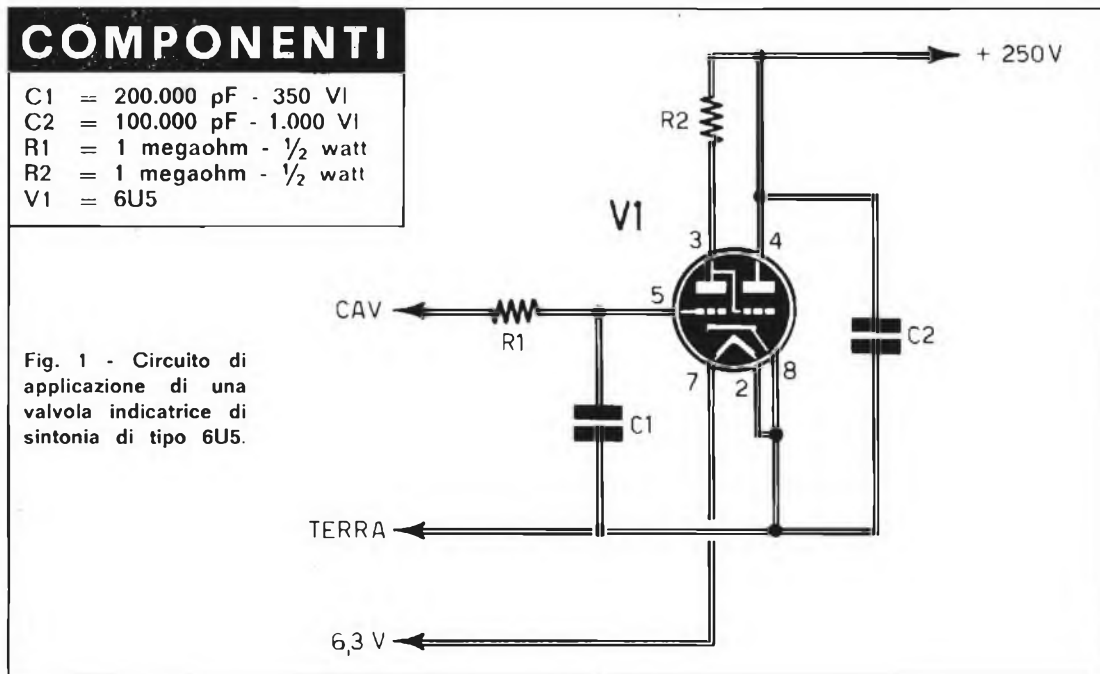 COMPONENTI
C1 = 200.000 pF - 350 Vl
C2 = 100.000 pF - 1.000 Vl
R1 = 1 megaohm - ½ watt
R2 = 1 megaohm - ½ watt
V1 = 6U5
+ 250V
R2
V1
3 4
5
CAV
R1
C2
7 2 8
C1
Fig. 1 - Circuito di
applicazione di una
valvola indicatrice di
sintonia di tipo 6U5.
TERRA
6,3 V